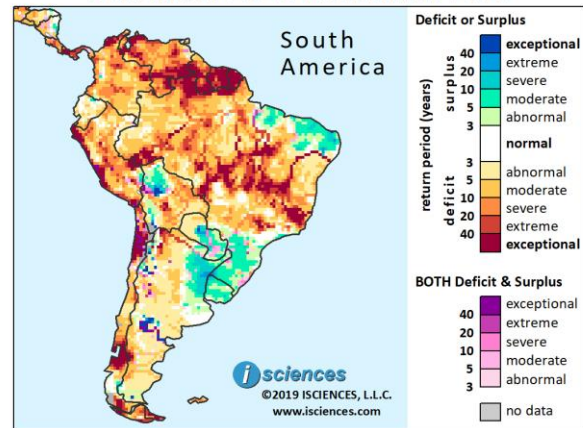 South
America
Deficit or Surplus
exceptional
40
extreme
20
severe
10
moderate
5
abnormal
3
normal
3
abnormal
5
moderate
10
severe
20
extreme
40
exceptional
return period (years)
surplus
deficit
BOTH Deficit & Surplus
exceptional
40
extreme
20
severe
10
moderate
5
abnormal
3
no data
i sciences
©2019 ISCIENCES, L.L.C.
www.isciences.com